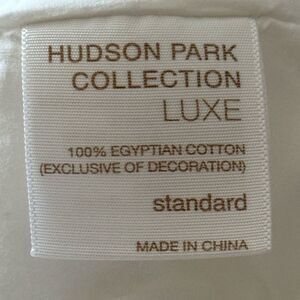 HUDSON PARK
COLLECTION
LUXE
100% EGYPTIAN COTTON
(EXCLUSIVE OF DECORATION)
standard
MADE IN CHINA